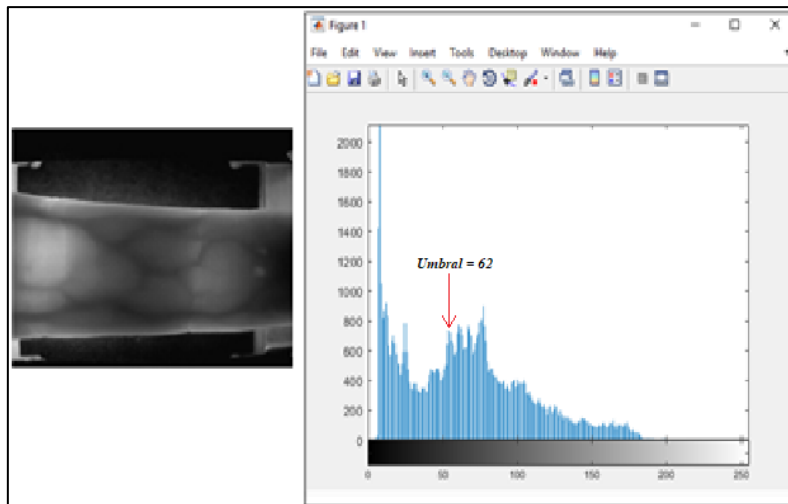 Figure 1
File Edit View Insert Tools Desktop Window Help
2000
1800
1600
1400
1200
1000
800
600
400
200
0
Umbral = 62
0 50 100 150 200 250